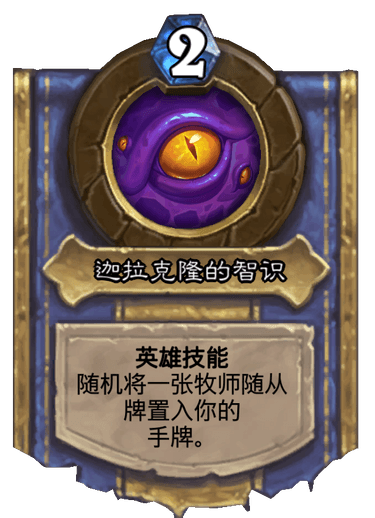 2
迦拉克隆的智识
英雄技能
随机将一张牧师随从
牌置入你的
手牌。